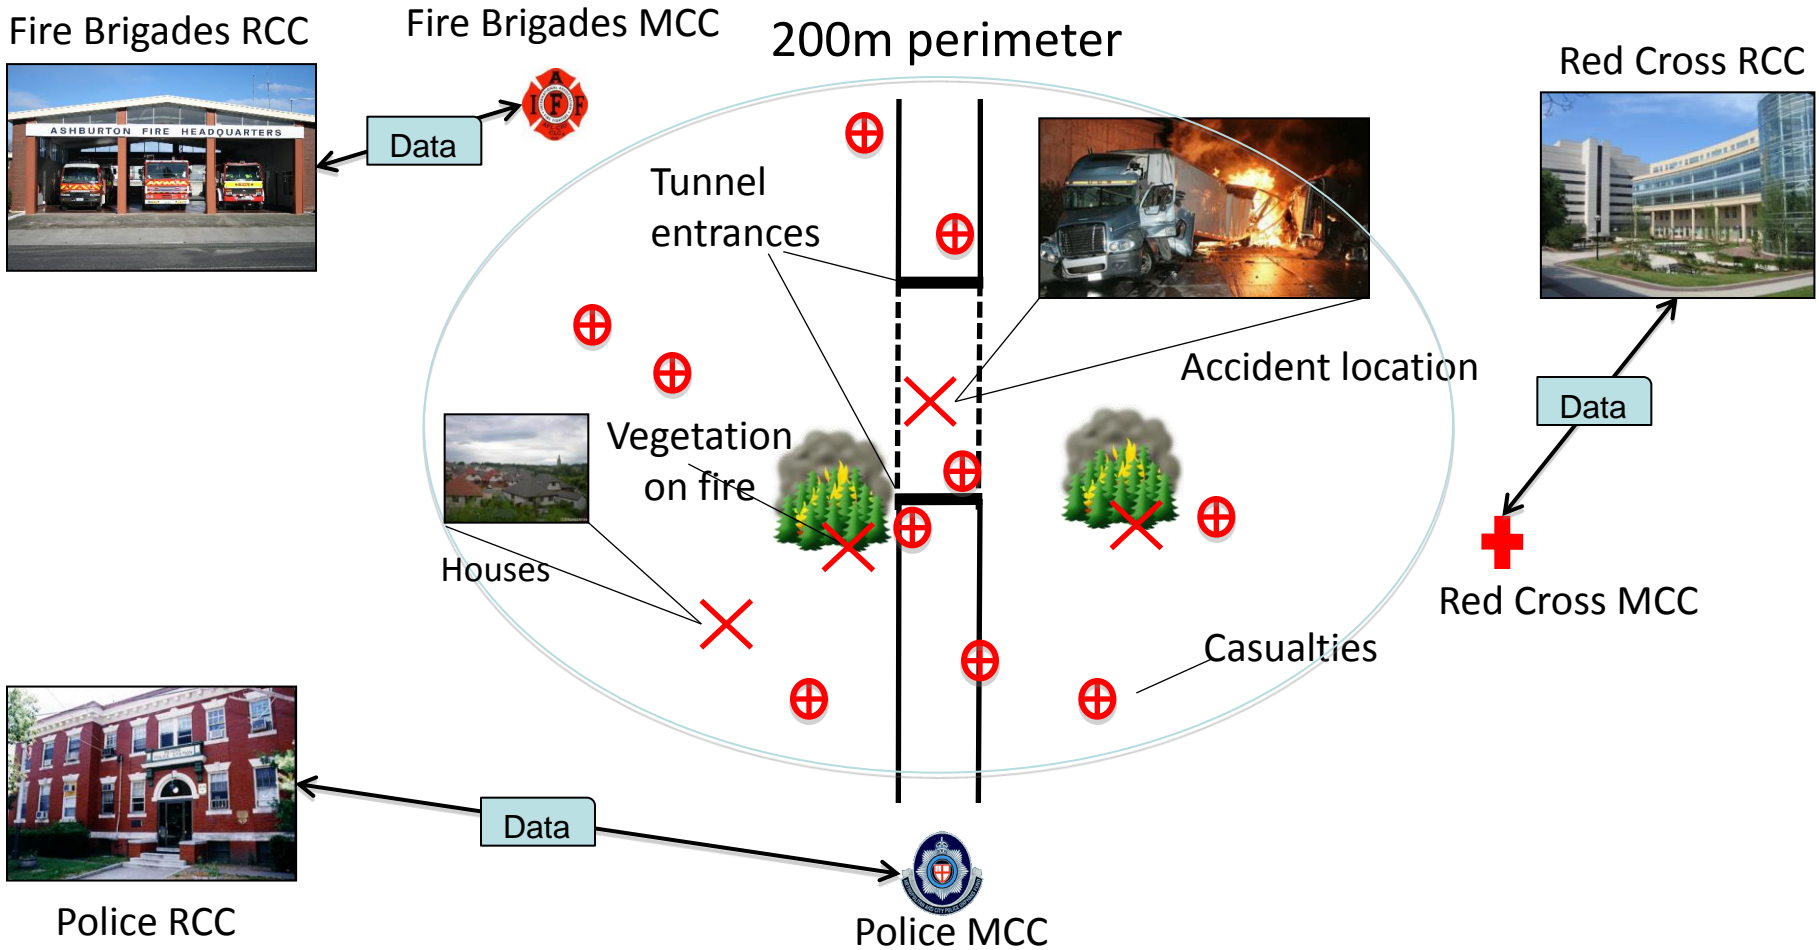 Fire Brigades RCC
Fire Brigades MCC
200m perimeter
Red Cross RCC
ASHBURTON FIRE HEADQUARTERS
Data
A.
I F F
Tunnel
entrances
Accident location
Data
Vegetation
on fire
Houses
Red Cross MCC
Casualties
Data
Police RCC
Police MCC